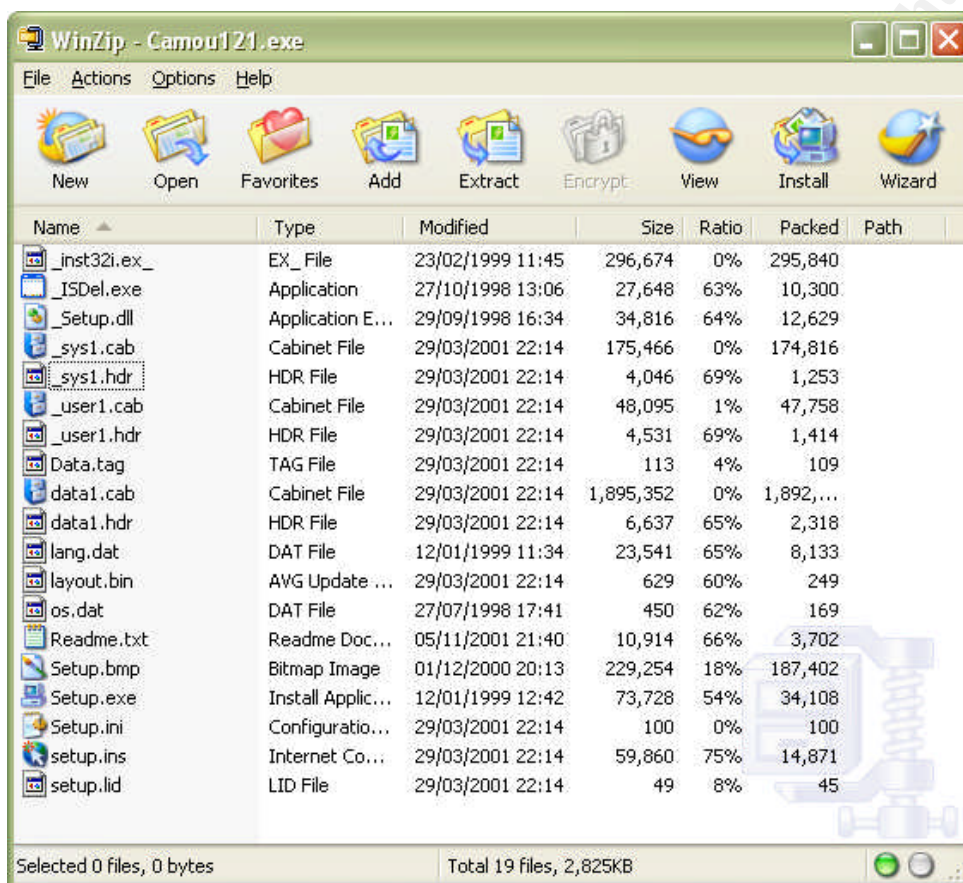 WinZip - Camou121.exe
File Actions Options Help
New Open Favorites Add Extract Encrypt View Install Wizard
Name Type Modified Size Ratio Packed Path
_inst32i.ex_ EX_ File 23/02/1999 11:45 296,674 0% 295,840
_ISDel.exe Application 27/10/1998 13:06 27,648 63% 10,300
_Setup.dll Application E... 29/09/1998 16:34 34,816 64% 12,629
_sys1.cab Cabinet File 29/03/2001 22:14 175,466 0% 174,816
_sys1.hdr HDR File 29/03/2001 22:14 4,046 69% 1,253
_user1.cab Cabinet File 29/03/2001 22:14 48,095 1% 47,758
_user1.hdr HDR File 29/03/2001 22:14 4,531 69% 1,414
Data.tag TAG File 29/03/2001 22:14 113 4% 109
data1.cab Cabinet File 29/03/2001 22:14 1,895,352 0% 1,892,...
data1.hdr HDR File 29/03/2001 22:14 6,637 65% 2,318
lang.dat DAT File 12/01/1999 11:34 23,541 65% 8,133
layout.bin AVG Update ... 29/03/2001 22:14 629 60% 249
os.dat DAT File 27/07/1998 17:41 450 62% 169
Readme.txt Readme Doc... 05/11/2001 21:40 10,914 66% 3,702
Setup.bmp Bitmap Image 01/12/2000 20:13 229,254 18% 187,402
Setup.exe Install Applic... 12/01/1999 12:42 73,728 54% 34,108
Setup.ini Configuratio... 29/03/2001 22:14 100 0% 100
setup.ins Internet Co... 29/03/2001 22:14 59,860 75% 14,871
setup.lid LID File 29/03/2001 22:14 49 8% 45
Selected 0 files, 0 bytes Total 19 files, 2,825KB